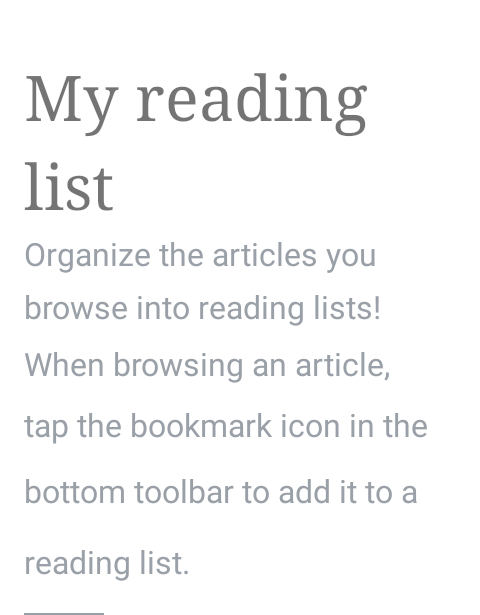 My reading
list
Organize the articles you
browse into reading lists!
When browsing an article,
tap the bookmark icon in the
bottom toolbar to add it to a
reading list.